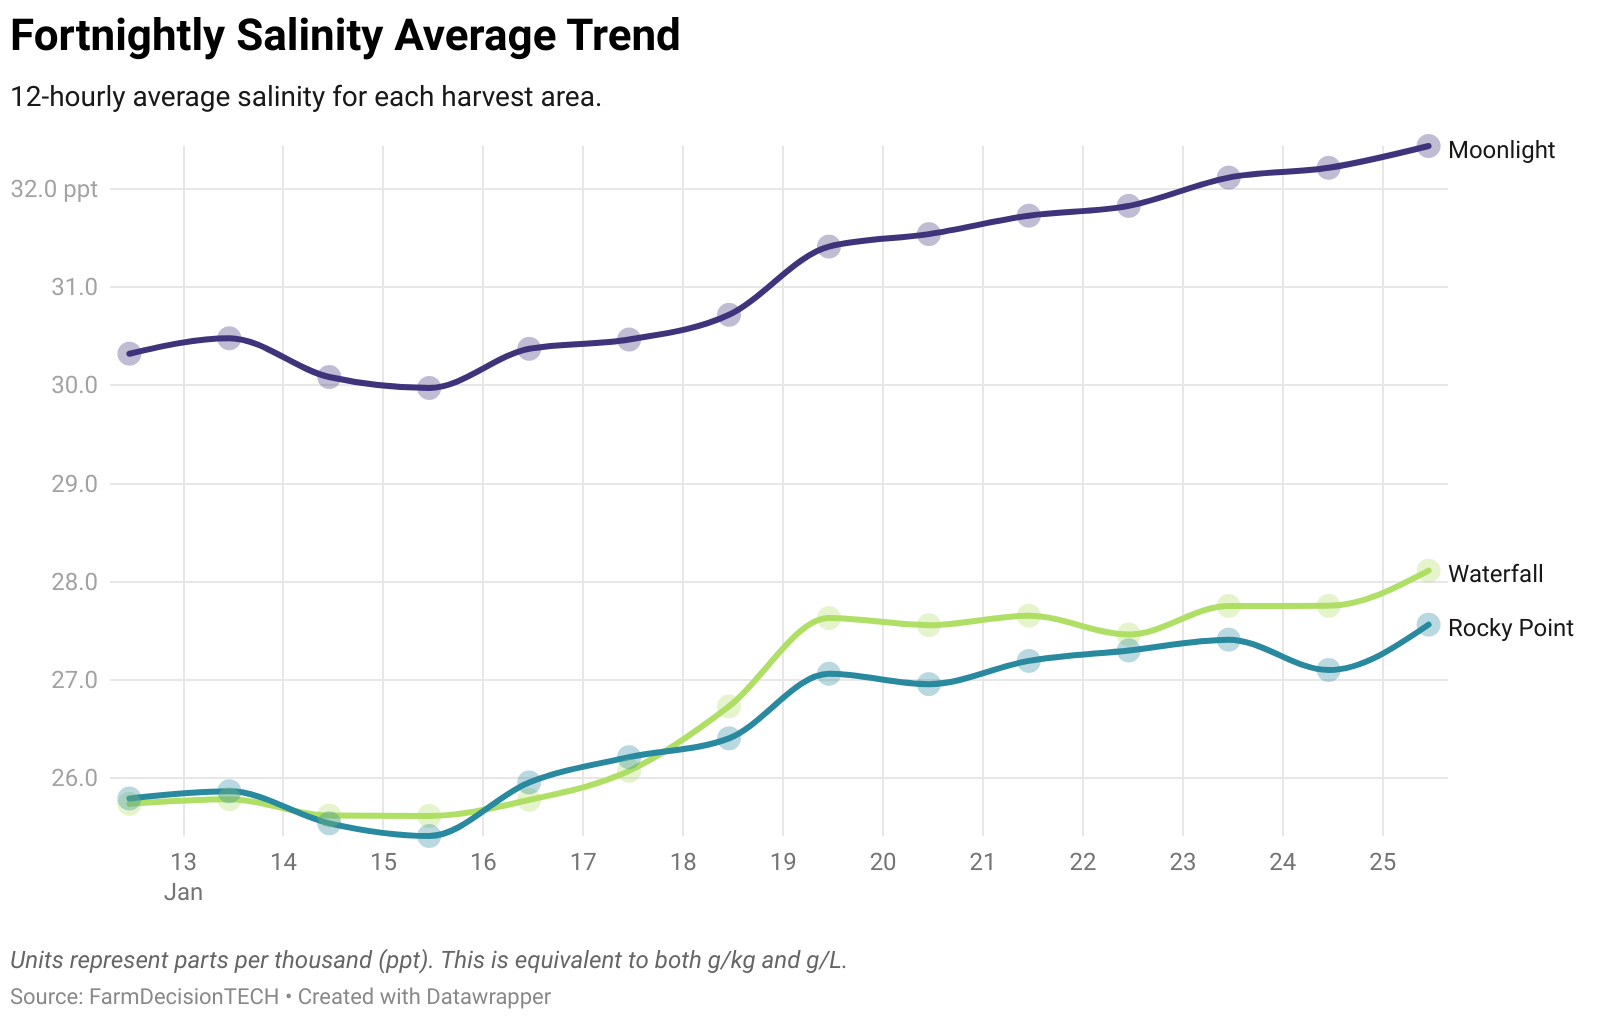 Fortnightly Salinity Average Trend
12-hourly average salinity for each harvest area.
Moonlight
32.0 ppt
31.0
30.0
29.0
28.0
Waterfall
Rocky Point
27.0
26.0
13 14 15 16 17 18 19 20 21 22 23 24 25
Jan
Units represent parts per thousand (ppt). This is equivalent to both g/kg and g/L.
Source: FarmDecisionTECH • Created with Datawrapper